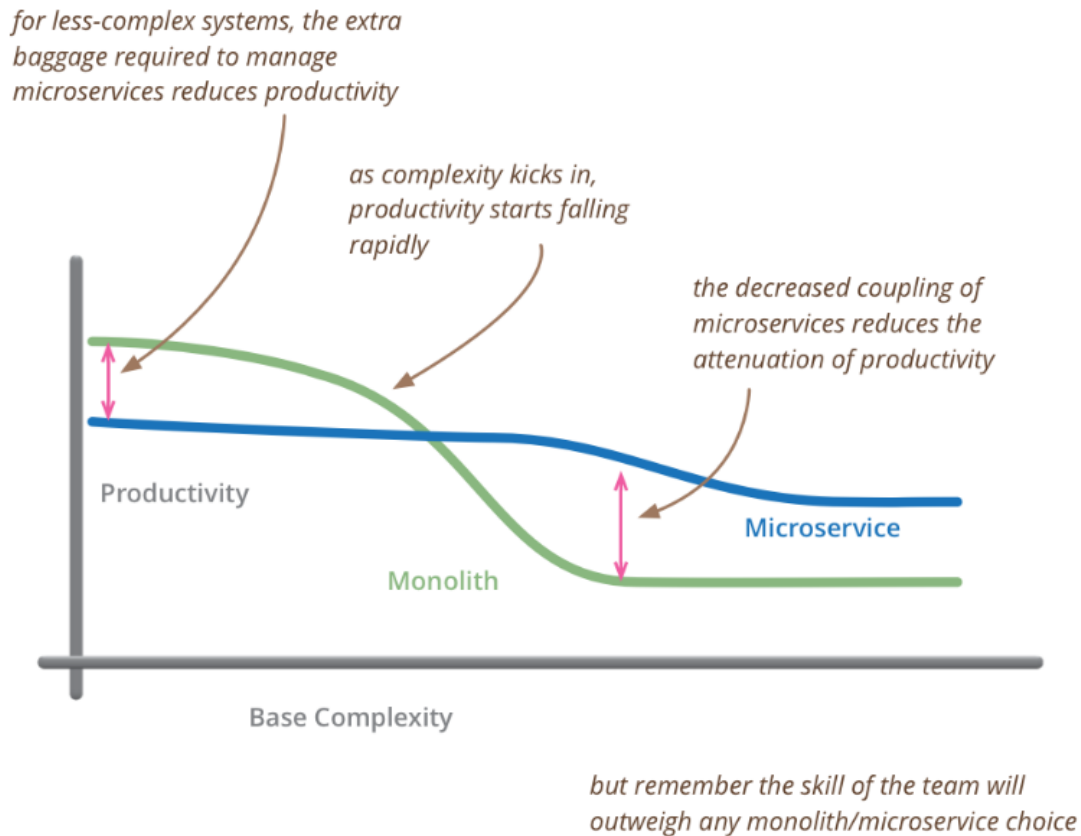 for less-complex systems, the extra
baggage required to manage
microservices reduces productivity
as complexity kicks in,
productivity starts falling
rapidly
the decreased coupling of
microservices reduces the
attenuation of productivity
Productivity
Microservice
Monolith
Base Complexity
but remember the skill of the team will
outweigh any monolith/microservice choice